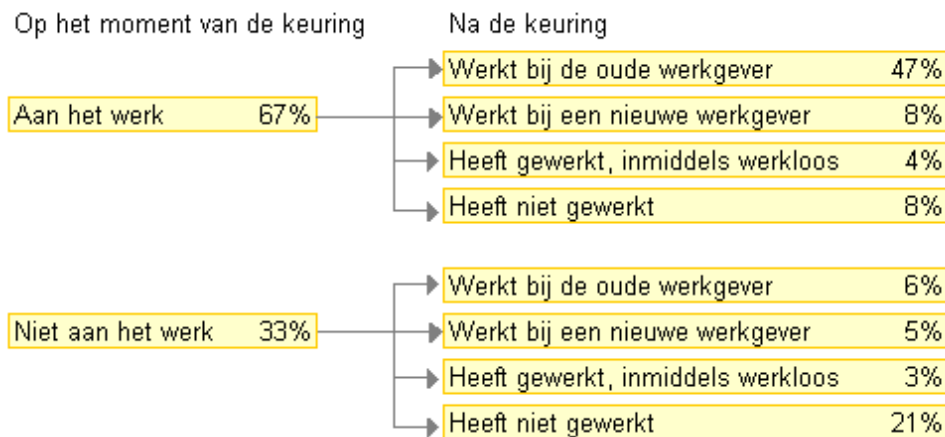 Op het moment van de keuring Na de keuring
Werkt bij de oude werkgever 47%
Aan het werk 67% Werkt bij een nieuwe werkgever 8%
Heeft gewerkt, inmiddels werkloos 4%
Heeft niet gewerkt 8%
Werkt bij de oude werkgever 6%
Niet aan het werk 33% Werkt bij een nieuwe werkgever 5%
Heeft gewerkt, inmiddels werkloos 3%
Heeft niet gewerkt 21%